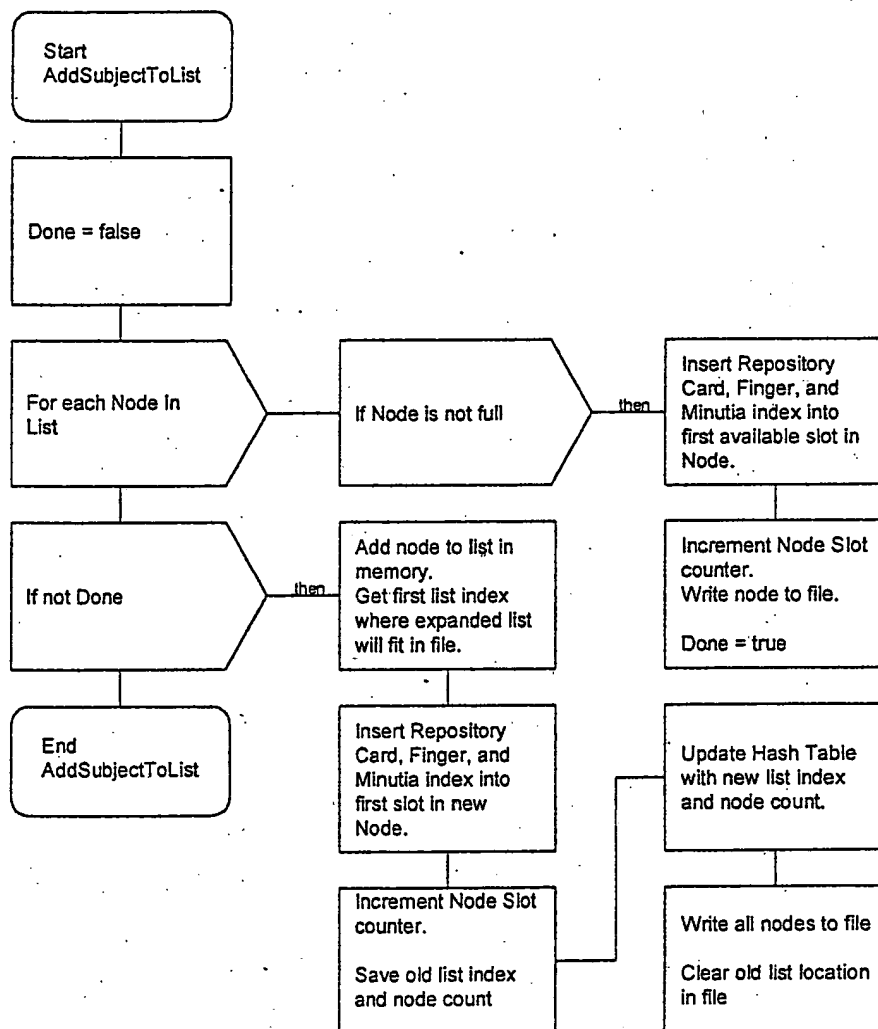 Start
AddSubjectToList
Done = false
For each Node in
List
If Node is not full
then
Insert Repository
Card, Finger, and
Minutia index into
first available slot in
Node.
Increment Node Slot
counter.
Write node to file.
Done = true
If not Done
then
Add node to list in
memory.
Get first list index
where expanded list
will fit in file.
Insert Repository
Card, Finger, and
Minutia index into
first slot in new
Node.
Increment Node Slot
counter.
Save old list index
and node count
Update Hash Table
with new list index
and node count.
Write all nodes to file
Clear old list location
in file
End
AddSubjectToList